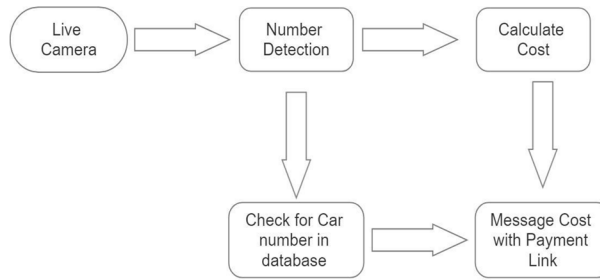 Live
Camera
Number
Detection
Calculate
Cost
Check for Car
number in
database
Message Cost
with Payment
Link